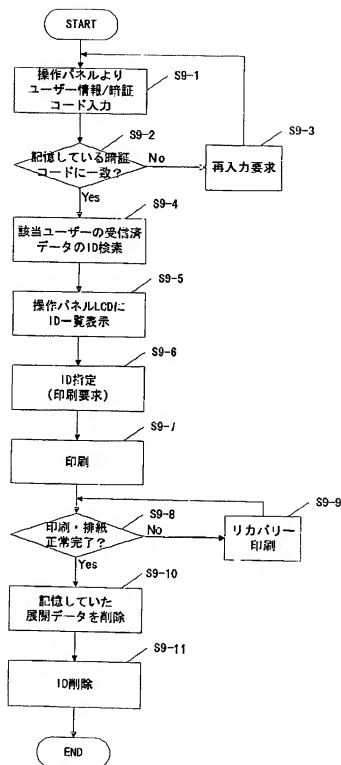 START
操作パネルより
ユーザー情報/暗証
コード入力
S9-1
S9-2
記憶している暗証
コードに一致？
No
S9-3
再入力要求
Yes
S9-4
該当ユーザーの受信済
データのID検索
S9-5
操作パネルLCDに
ID一覧表示
S9-6
ID指定
(印刷要求)
S9-7
印刷
S9-8
印刷・排紙
正常完了？
No
S9-9
リカバリー
印刷
Yes
S9-10
記憶していた
展開データを削除
S9-11
ID削除
END